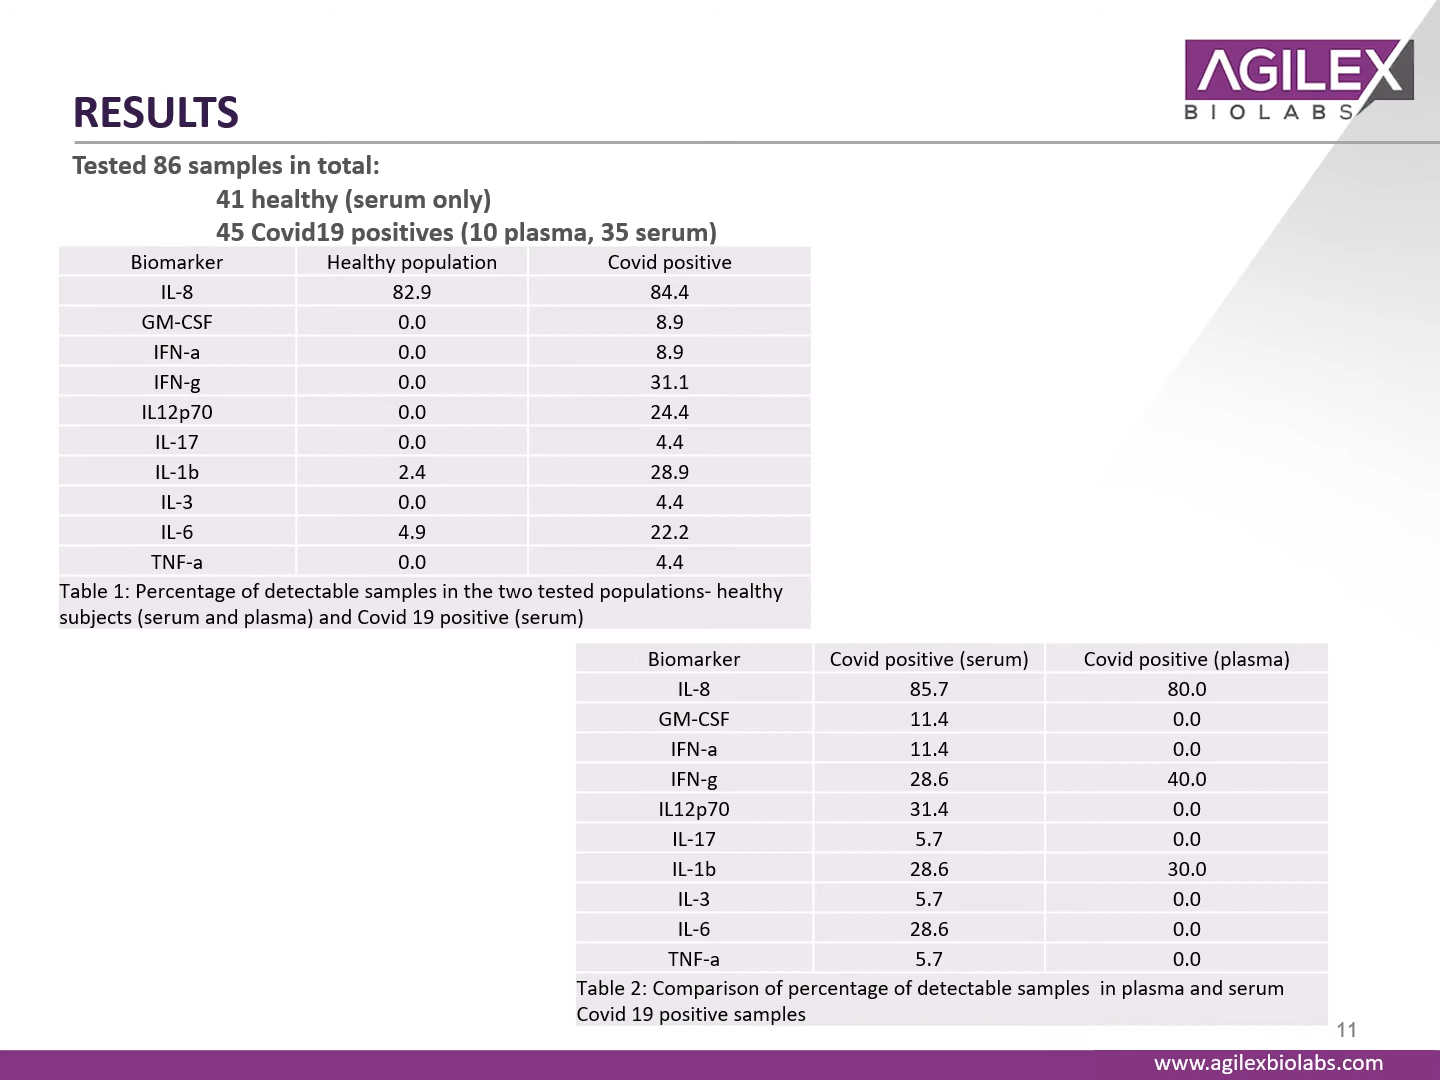 AGILEX
BIOLABS
RESULTS
Tested 86 samples in total:
41 healthy (serum only)
45 Covid19 positives (10 plasma, 35 serum)
Biomarker Healthy population Covid positive
IL-8 82.9 84.4
GM-CSF 0.0 8.9
IFN-a 0.0 8.9
IFN-g 0.0 31.1
IL12p70 0.0 24.4
IL-17 0.0 4.4
IL-1b 2.4 28.9
IL-3 0.0 4.4
IL-6 4.9 22.2
TNF-a 0.0 4.4
Table 1: Percentage of detectable samples in the two tested populations- healthy
subjects (serum and plasma) and Covid 19 positive (serum)
Biomarker Covid positive (serum) Covid positive (plasma)
IL-8 85.7 80.0
GM-CSF 11.4 0.0
IFN-a 11.4 0.0
IFN-g 28.6 40.0
IL12p70 31.4 0.0
IL-17 5.7 0.0
IL-1b 28.6 30.0
IL-3 5.7 0.0
IL-6 28.6 0.0
TNF-a 5.7 0.0
Table 2: Comparison of percentage of detectable samples  in plasma and serum
Covid 19 positive samples
11
www.agilexbiolabs.com